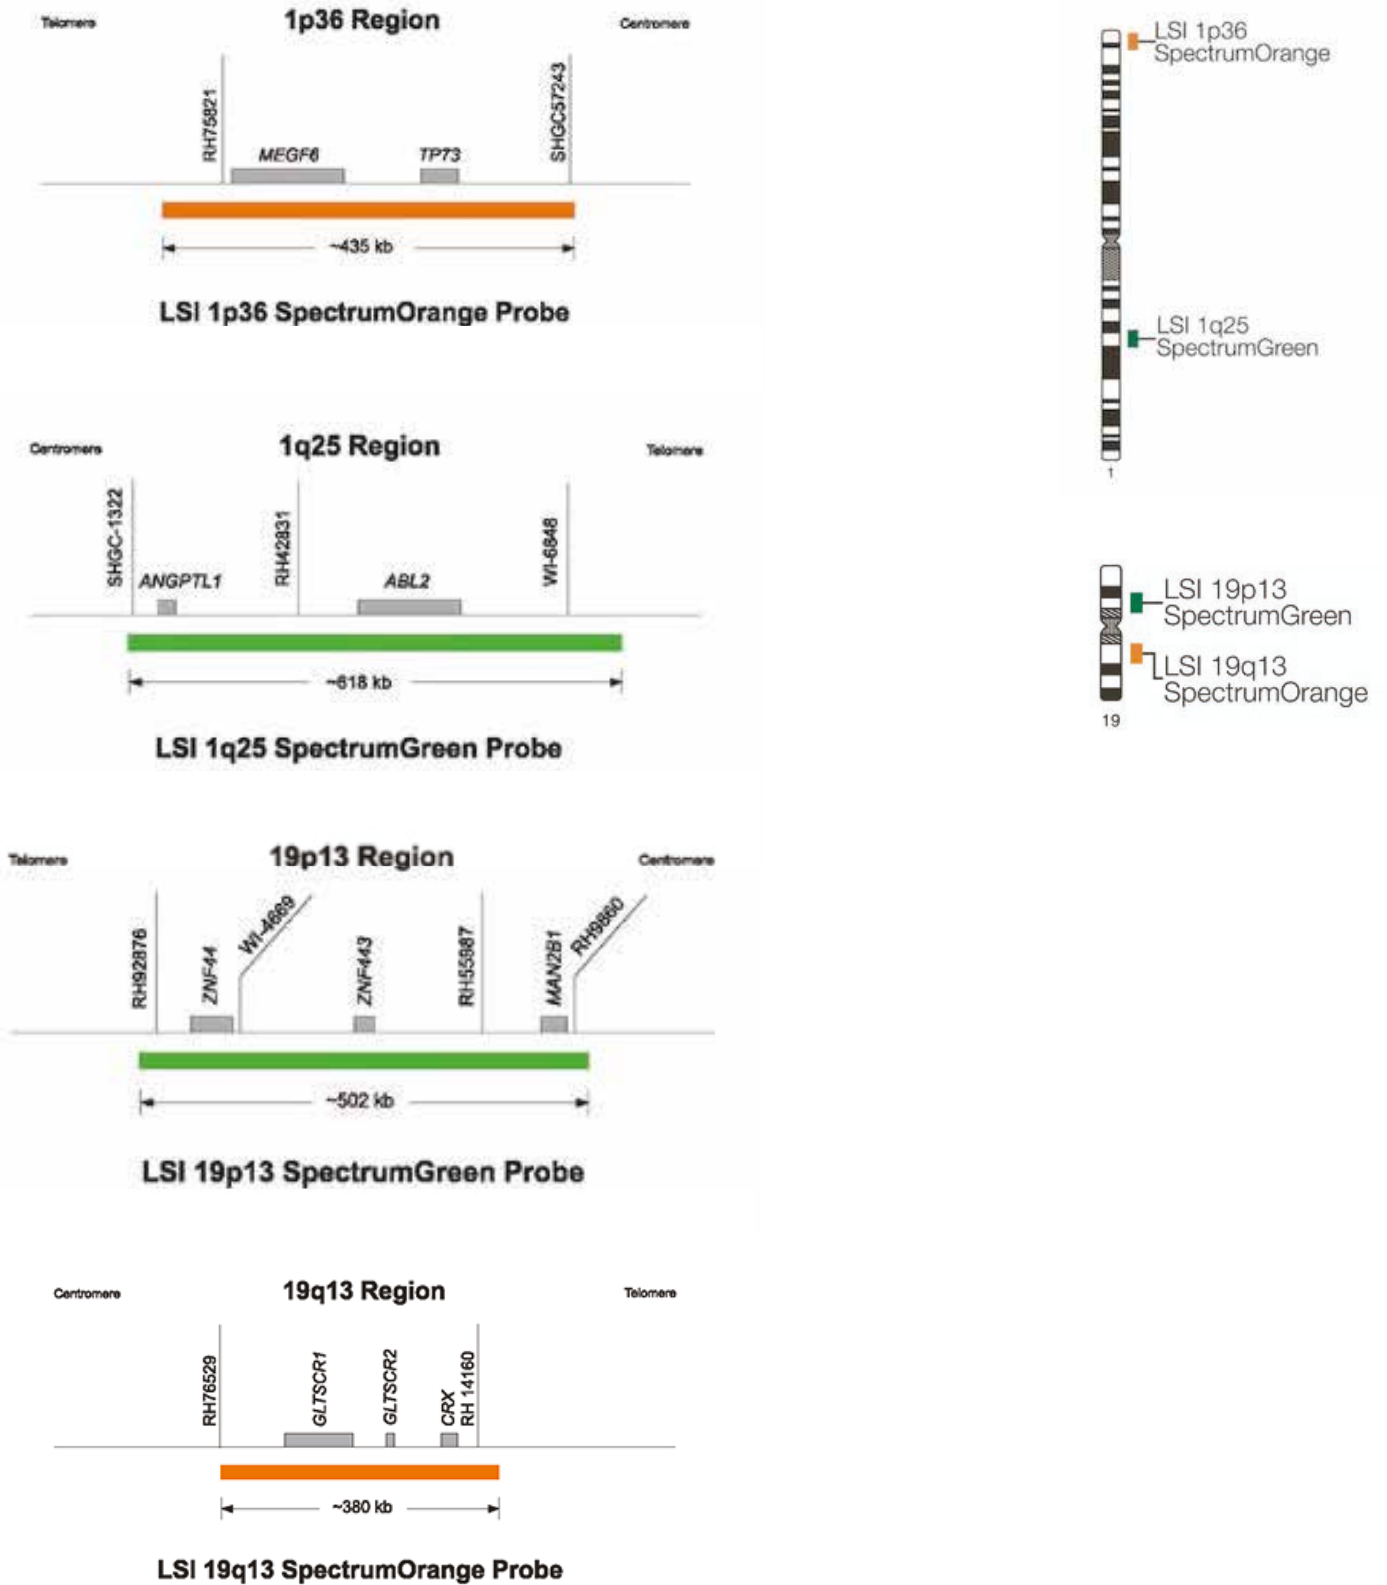 1p36 Region
Telomere
Centromere
RH75821
SHGC57243
MEGF6
TP73
~435 kb
LSI 1p36 SpectrumOrange Probe
1q25 Region
Centromere
Telomere
SHGC-1322
RH42831
WI-6848
ANGPTL1
ABL2
~618 kb
LSI 1q25 SpectrumGreen Probe
19p13 Region
Telomere
Centromere
RH92876
ZNF44
WI-4669
ZNF443
RH55987
MAN2B1
RH9860
~502 kb
LSI 19p13 SpectrumGreen Probe
19q13 Region
Centromere
Telomere
RH76529
GLTSCR1
GLTSCR2
CRX
RH 14160
~380 kb
LSI 19q13 SpectrumOrange Probe
LSI 1p36
SpectrumOrange
LSI 1q25
SpectrumGreen
1
LSI 19p13
SpectrumGreen
LSI 19q13
SpectrumOrange
19